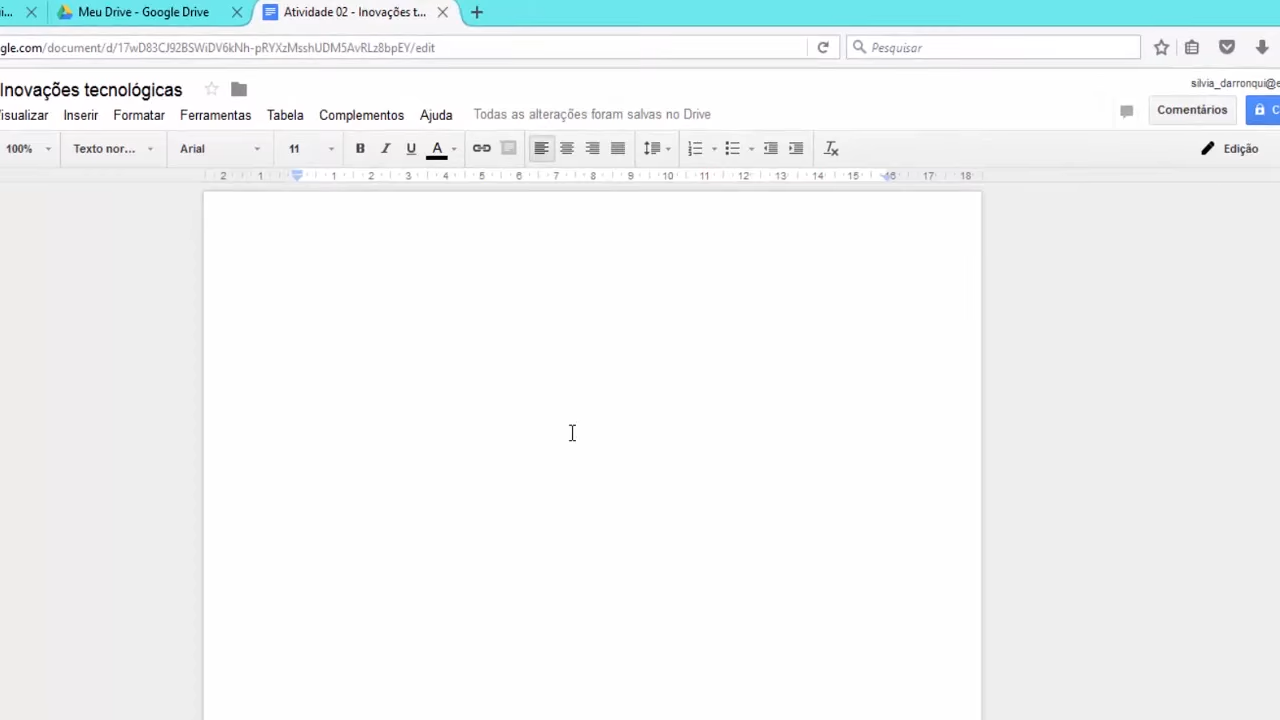 i...
Meu Drive - Google Drive
Atividade 02 - Inovações t...
gle.com/document/d/17wD83CJ92BSWiDV6kNh-pRYXzMsshUDM5AvRLz8bpEY/edit
Pesquisar
silvia_darronqui@e
Inovações tecnológicas
isualizar Inserir Formatar Ferramentas Tabela Complementos Ajuda Todas as alterações foram salvas no Drive
Comentários C
100% Texto nor... Arial 11 B I U A Edição
2 1 1 2 3 4 5 6 7 8 9 10 11 12 13 14 15 16 17 18